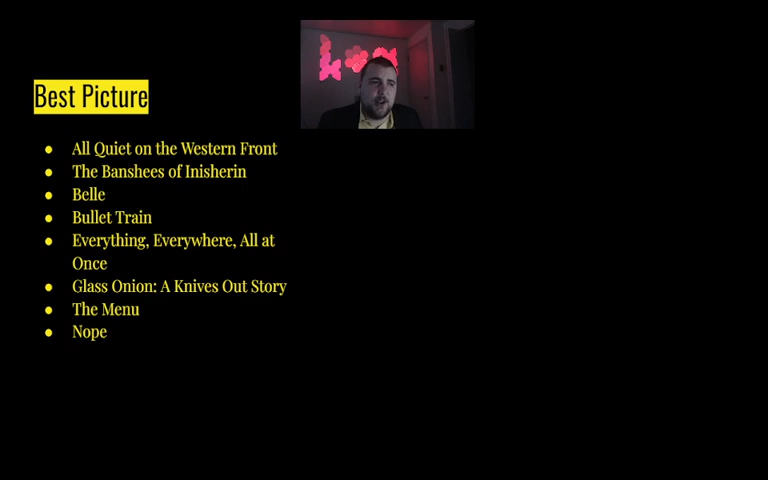 Best Picture
All Quiet on the Western Front
The Banshees of Inisherin
Belle
Bullet Train
Everything, Everywhere, All at
Once
Glass Onion: A Knives Out Story
The Menu
Nope